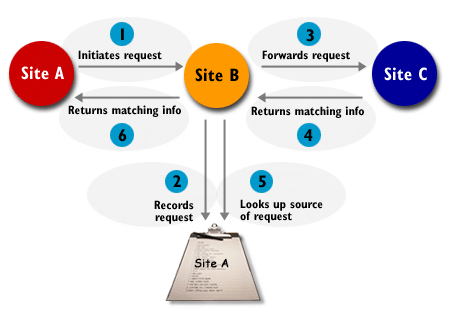 1
Initiates request
3
Forwards request
Site A
Site B
Site C
Returns matching info
6
Returns matching info
4
2
Records
request
5
Looks up source
of request
Site A